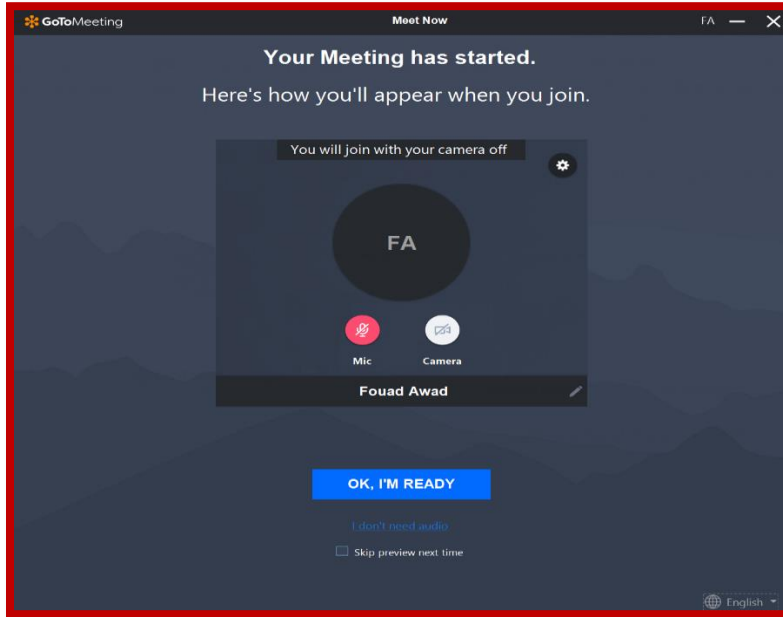 GoToMeeting
Meet Now
FA
Your Meeting has started.
Here's how you'll appear when you join.
You will join with your camera off
FA
Mic
Camera
Fouad Awad
OK, I'M READY
I don't need audio
Skip preview next time
English